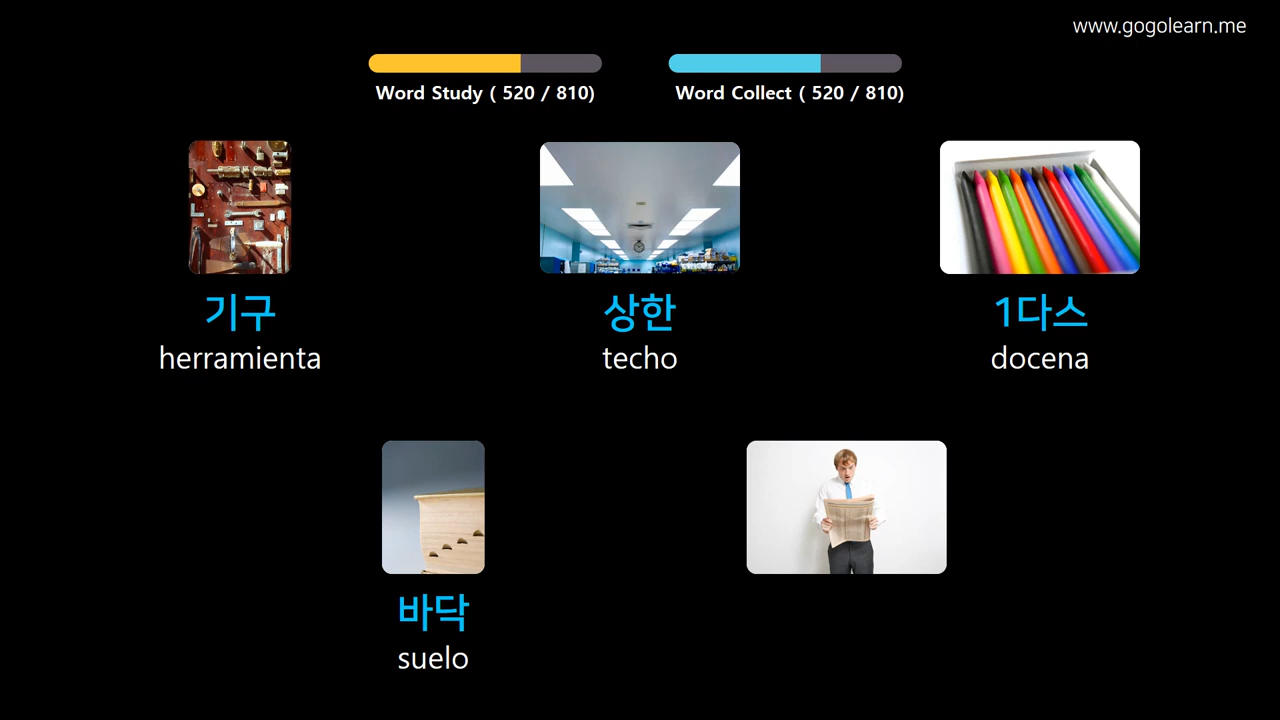 www.gogolearn.me
Word Study ( 520 / 810)
Word Collect ( 520 / 810)
기구
herramienta
상한
techo
1다스
docena
바닥
suelo